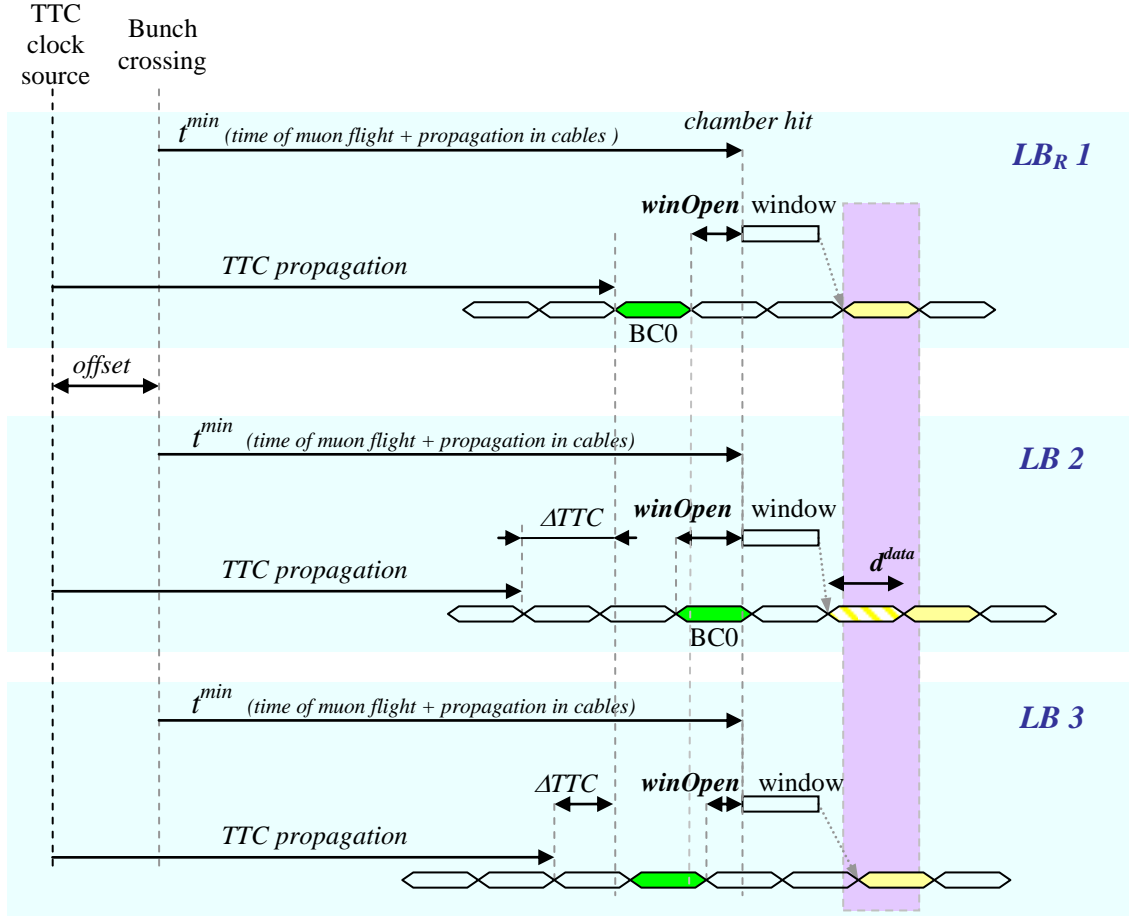 TTC
clock
source
Bunch
crossing
t^min (time of muon flight + propagation in cables )
chamber hit
LB_R 1
winOpen window
TTC propagation
BC0
offset
t^min (time of muon flight + propagation in cables)
LB 2
ΔTTC winOpen window
d^data
TTC propagation
BC0
t^min (time of muon flight + propagation in cables)
LB 3
ΔTTC winOpen window
TTC propagation